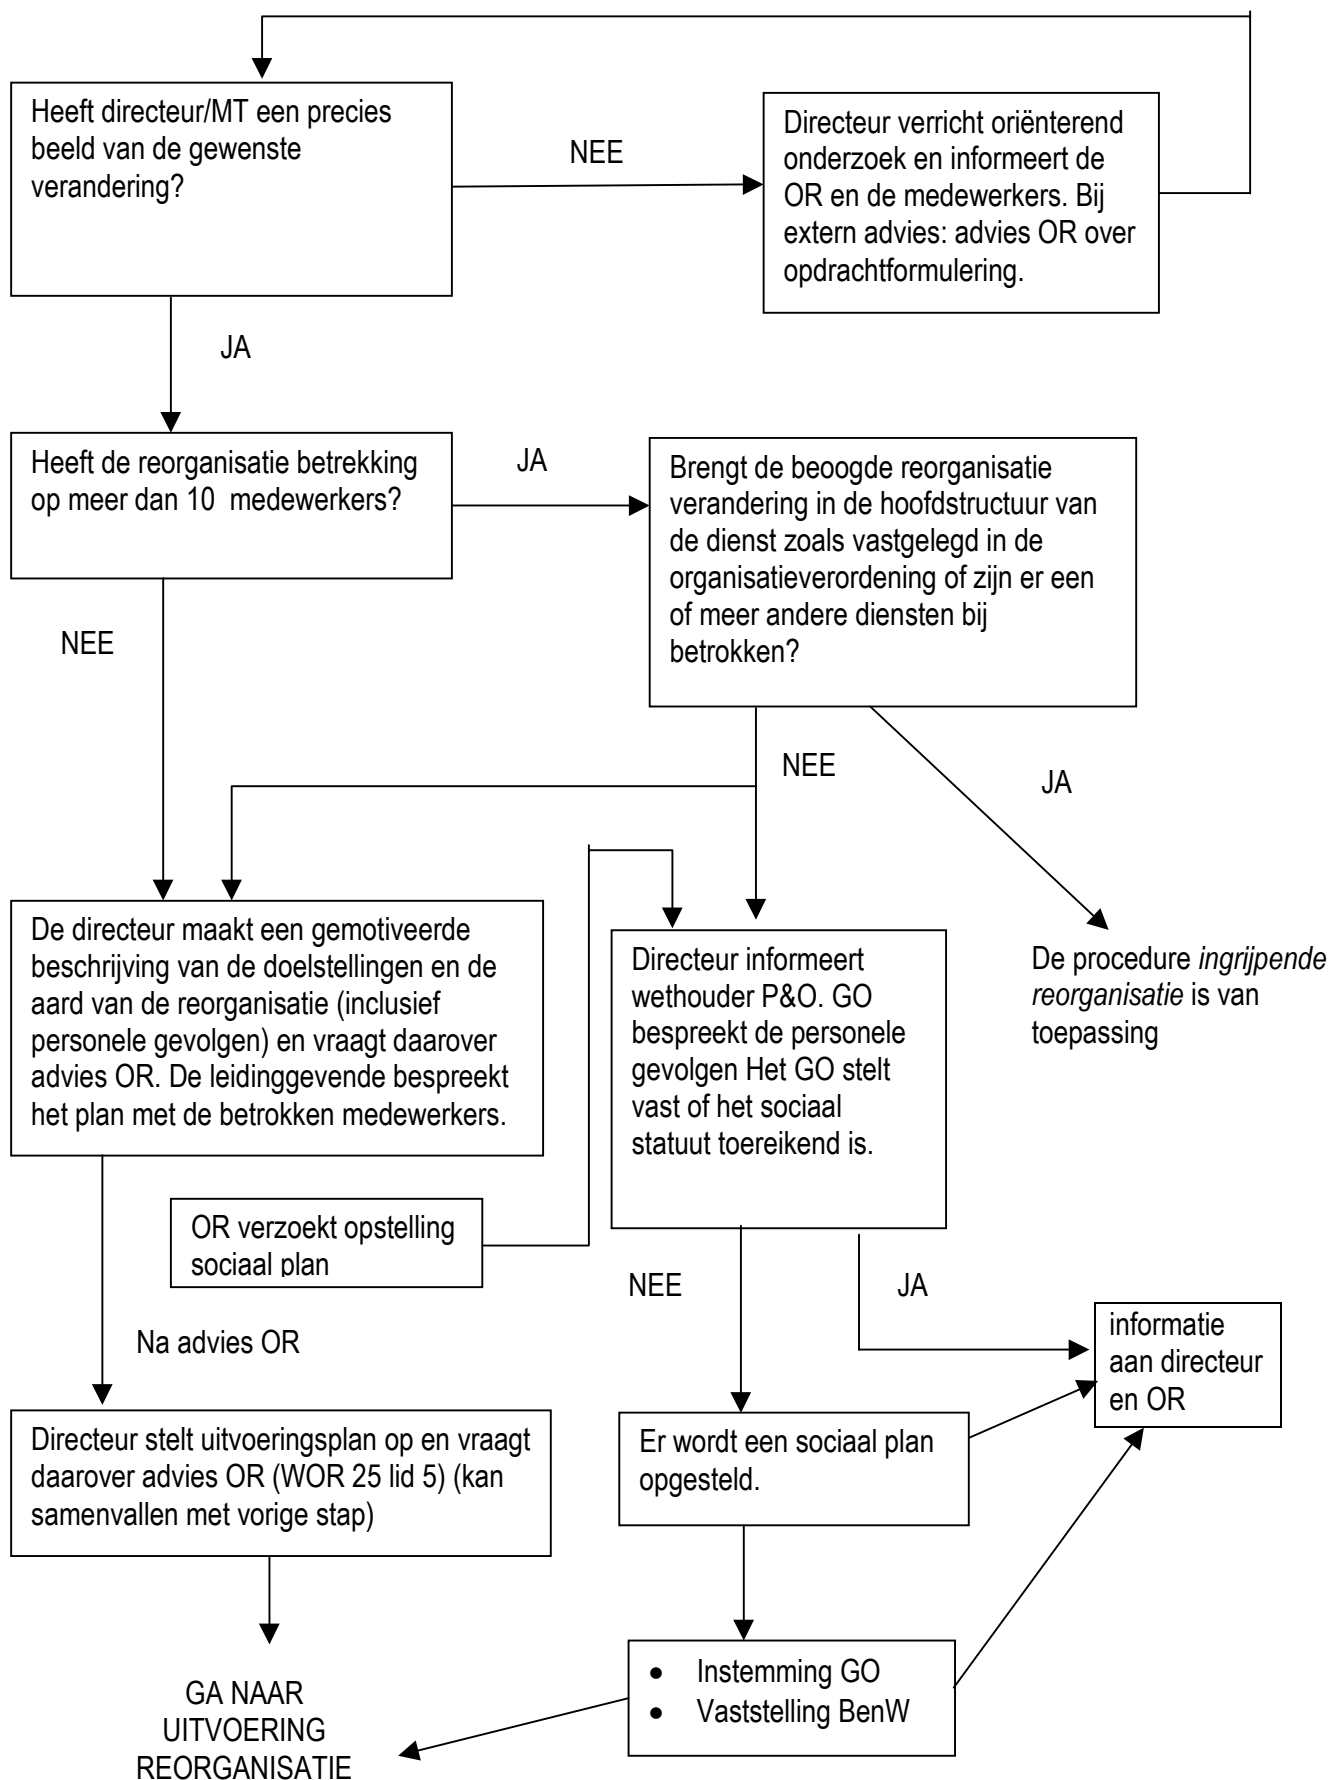 Heeft directeur/MT een precies
beeld van de gewenste
verandering?
NEE
Directeur verricht oriënterend
onderzoek en informeert de
OR en de medewerkers. Bij
extern advies: advies OR over
opdrachtformulering.
JA
Heeft de reorganisatie betrekking
op meer dan 10  medewerkers?
JA
Brengt de beoogde reorganisatie
verandering in de hoofdstructuur van
de dienst zoals vastgelegd in de
organisatieverordening of zijn er een
of meer andere diensten bij
betrokken?
NEE
NEE
JA
De directeur maakt een gemotiveerde
beschrijving van de doelstellingen en de
aard van de reorganisatie (inclusief
personele gevolgen) en vraagt daarover
advies OR. De leidinggevende bespreekt
het plan met de betrokken medewerkers.
Directeur informeert
wethouder P&O. GO
bespreekt de personele
gevolgen Het GO stelt
vast of het sociaal
statuut toereikend is.
De procedure ingrijpende
reorganisatie is van
toepassing
OR verzoekt opstelling
sociaal plan
NEE
JA
Na advies OR
informatie
aan directeur
en OR
Directeur stelt uitvoeringsplan op en vraagt
daarover advies OR (WOR 25 lid 5) (kan
samenvallen met vorige stap)
Er wordt een sociaal plan
opgesteld.
• Instemming GO
• Vaststelling BenW
GA NAAR
UITVOERING
REORGANISATIE